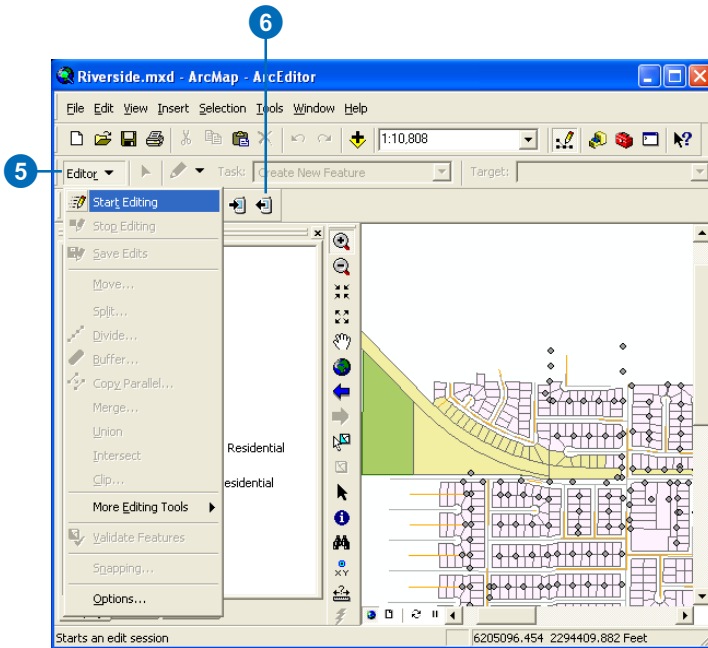 6
Riverside.mxd - ArcMap - ArcEditor
File Edit View Insert Selection Tools Window Help
1:10,808
5
Editor Task: Create New Feature Target:
Start Editing
Stop Editing
Save Edits
Move...
Split...
Divide...
Buffer...
Copy Parallel...
Merge...
Union
Intersect
Residential
Clip...
esidential
More Editing Tools
Validate Features
Snapping...
Options...
XY
Starts an edit session
6205096.454 2294409.882 Feet